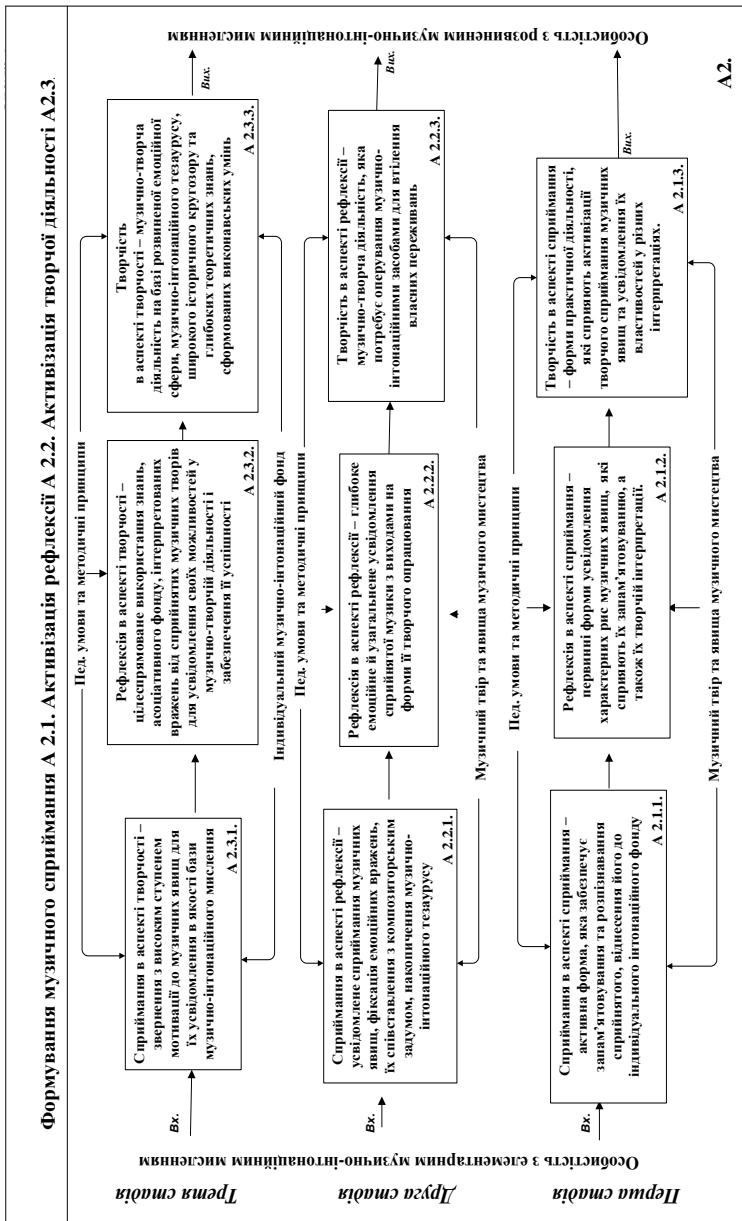 Формування музичного сприймання А 2.1. Активізація рефлексії А 2.2. Активізація творчої діяльності А2.3.
Третя стадія
Друга стадія
Перша стадія
Особистість з елементарним музично-інтонаційним мисленням
Пед. умови та методичні принципи
Вх.
Сприймання в аспекті творчості –
звернення з високим ступенем
мотивації до музичних явищ для
їх усвідомлення в якості бази
музично-інтонаційного мислення
А 2.3.1.
Рефлексія в аспекті творчості –
цілеспрямоване використання знань,
асоціативного фонду, інтерпретованих
вражень від сприйнятих музичних творів
для усвідомлення своїх можливостей у
музично-творчій діяльності і
забезпечення її успішності
А 2.3.2.
Творчість
в аспекті творчості – музично-творча
діяльність на базі розвиненої емоційної
сфери, музично-інтонаційного тезаурусу,
широкого історичного кругозору та
глибоких теоретичних знань,
сформованих виконавських умінь
А 2.3.3.
Вих.
Індивідуальний музично-інтонаційний фонд
Пед. умови та методичні принципи
Вх.
Сприймання в аспекті рефлексії –
усвідомлене сприймання музичних
явищ, фіксація емоційних вражень,
їх співставлення з композиторським
задумом, накопичення музично-
інтонаційного тезаурусу
А 2.2.1.
Рефлексія в аспекті рефлексії – глибоке
емоційне й узагальнене усвідомлення
сприйнятої музики з виходами на
форми її творчого опрацювання
А 2.2.2.
Творчість в аспекті рефлексії –
музично-творча діяльність, яка
потребує оперування музично-
інтонаційними засобами для втілення
власних переживань
А 2.2.3.
Вих.
Музичний твір та явища музичного мистецтва
Пед. умови та методичні принципи
Вх.
Сприймання в аспекті сприймання –
активна форма, яка забезпечує
запам’ятовування та розпізнавання
сприйнятого, віднесення його до
індивідуального інтонаційного фонду
А 2.1.1.
Рефлексія в аспекті сприймання –
первинні форми усвідомлення
характерних рис музичних явищ, які
сприяють їх запам’ятовуванню, а
також їх творчій інтерпретації.
А 2.1.2.
Творчість в аспекті сприймання
– форми практичної діяльності,
які сприяють активізації
творчого сприймання музичних
явищ та усвідомлення їх
властивостей у різних
інтерпретаціях.
А 2.1.3.
Вих.
Музичний твір та явища музичного мистецтва
Особистість з розвиненим музично-інтонаційним мисленням
А2.